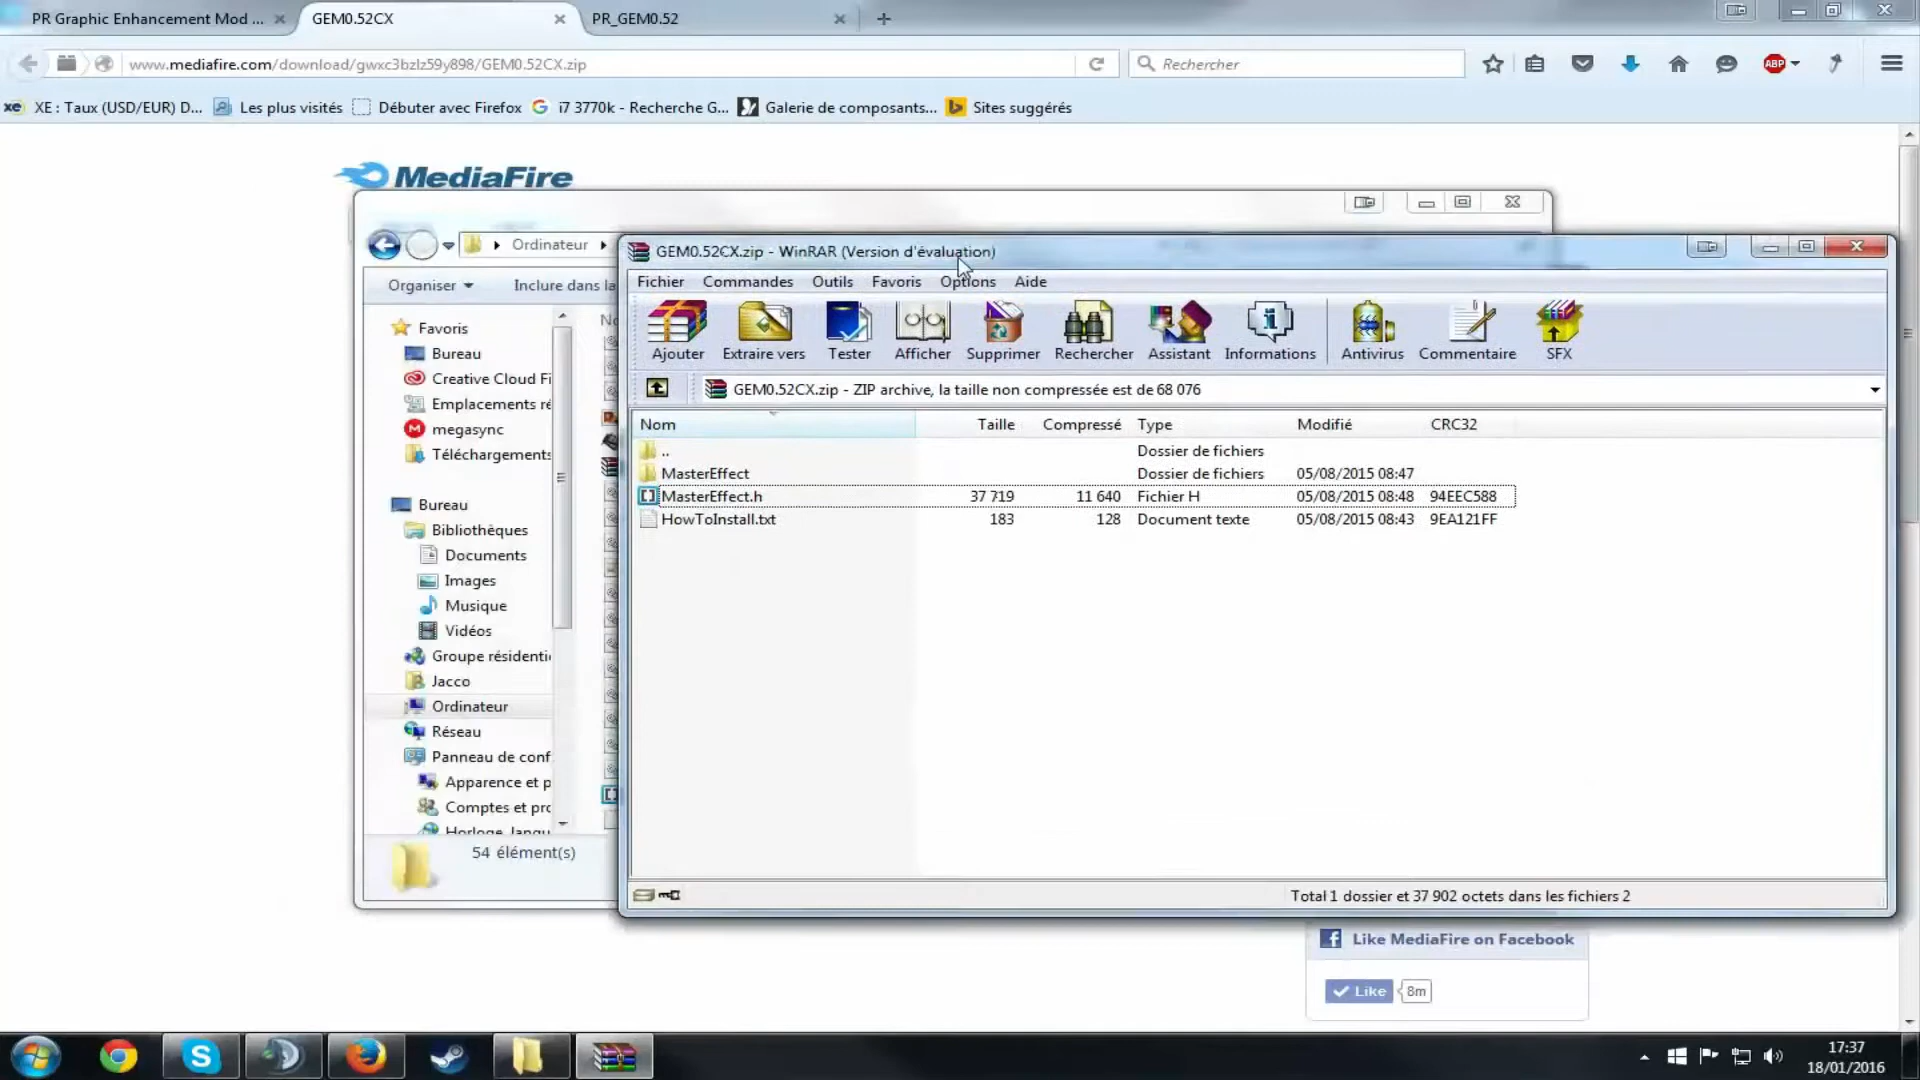 PR Graphic Enhancement Mod ...
GEM0.52CX
PR_GEM0.52
www.mediafire.com/download/gwxc3bzlz59y898/GEM0.52CX.zip
Rechercher
ABP
XE : Taux (USD/EUR) D...
Les plus visités
Débuter avec Firefox
i7 3770k - Recherche G...
Galerie de composants...
Sites suggérés
MediaFire
Ordinateur
Organiser
Inclure dans la
Favoris
Bureau
Creative Cloud Fi
Emplacements ré
megasync
Téléchargements
Bureau
Bibliothèques
Documents
Images
Musique
Vidéos
Groupe résidenti
Jacco
Ordinateur
Réseau
Panneau de conf
Apparence et p
Comptes et pro
Horloge, langu
54 élément(s)
GEM0.52CX.zip - WinRAR (Version d'évaluation)
Fichier Commandes Outils Favoris Options Aide
Ajouter Extraire vers Tester Afficher Supprimer Rechercher Assistant Informations Antivirus Commentaire SFX
GEM0.52CX.zip - ZIP archive, la taille non compressée est de 68 076
Nom Taille Compressé Type Modifié CRC32
.. Dossier de fichiers
MasterEffect Dossier de fichiers 05/08/2015 08:47
MasterEffect.h 37 719 11 640 Fichier H 05/08/2015 08:48 94EEC588
HowToInstall.txt 183 128 Document texte 05/08/2015 08:43 9EA121FF
Total 1 dossier et 37 902 octets dans les fichiers 2
Like MediaFire on Facebook
Like 8m
17:37
18/01/2016